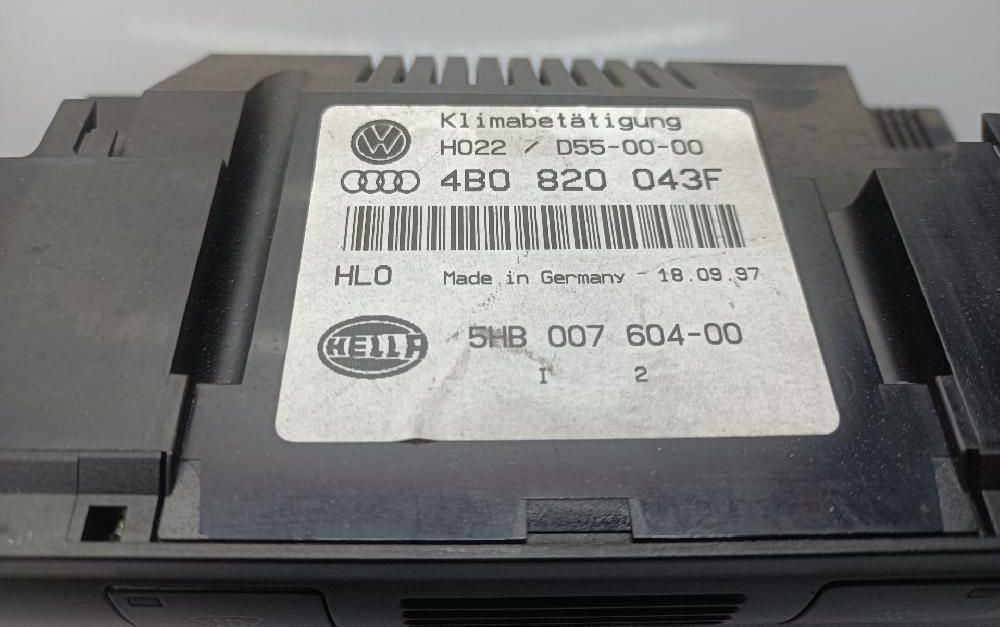 Klimabetätigung
H022 / D55-00-00
4B0 820 043F
HLO Made in Germany - 18.09.97
HELLA 5HB 007 604-00
I 2